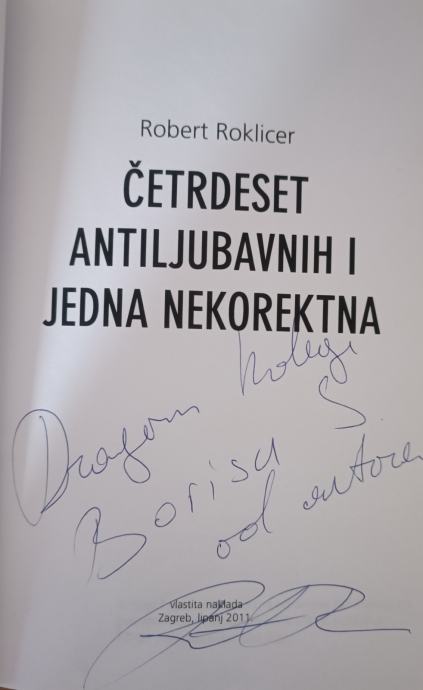 Robert Roklicer
ČETRDESET
ANTILJUBAVNIH I
JEDNA NEKOREKTNA
Dragom kolegi
Borisu S.
od autora
vlastita naklada
Zagreb, lipanj 2011.